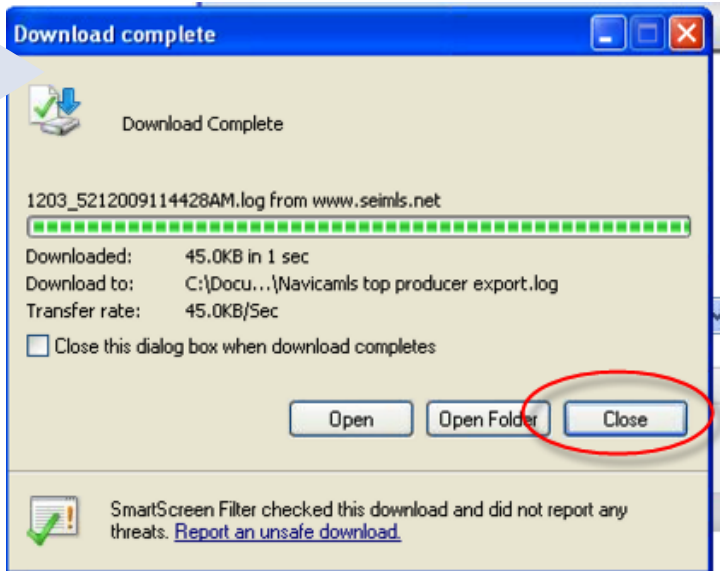 Download complete
Download Complete
1203_5212009114428AM.log from www.seimls.net
Downloaded: 45.0KB in 1 sec
Download to: C:\Docu...\Navicamls top producer export.log
Transfer rate: 45.0KB/Sec
Close this dialog box when download completes
Open Open Folder Close
SmartScreen Filter checked this download and did not report any
threats. Report an unsafe download.